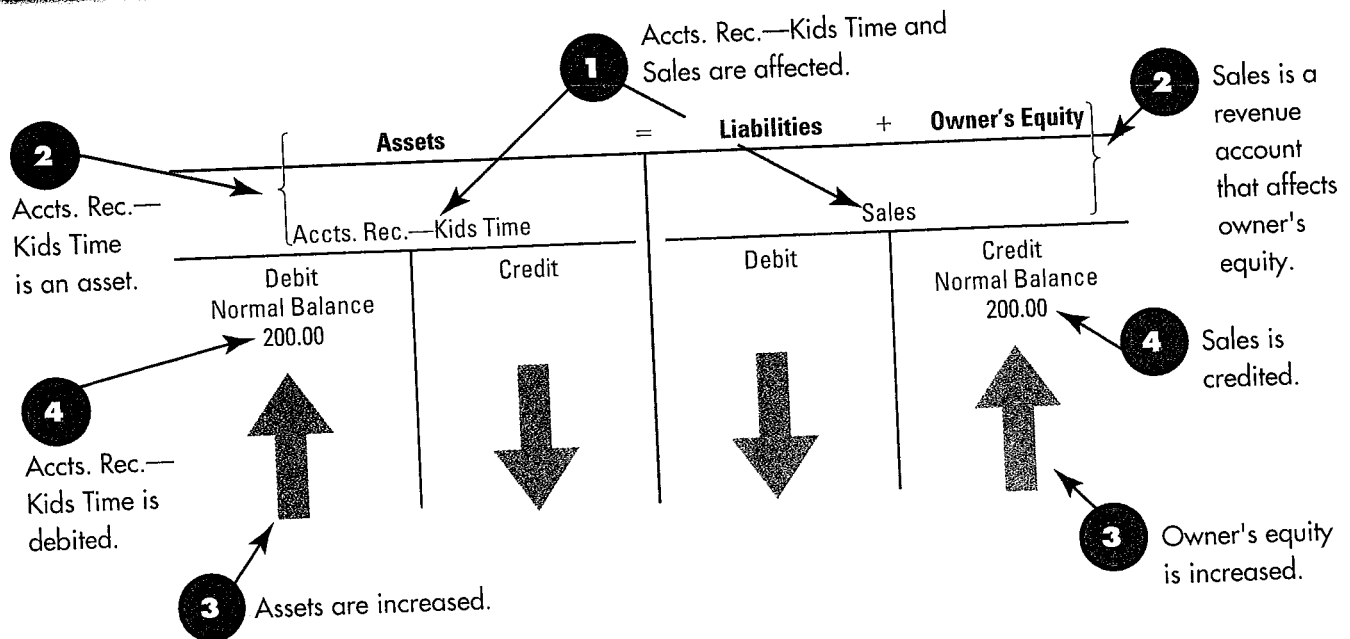 1
Accts. Rec.—Kids Time and
Sales are affected.
2
Accts. Rec.—
Kids Time
is an asset.
Assets = Liabilities + Owner's Equity
2
Sales is a
revenue
account
that affects
owner's
equity.
Accts. Rec.—Kids Time
Sales
Debit
Normal Balance
200.00
Credit
Debit
Credit
Normal Balance
200.00
4
Accts. Rec.—
Kids Time is
debited.
4
Sales is
credited.
3
Assets are increased.
3
Owner's equity
is increased.